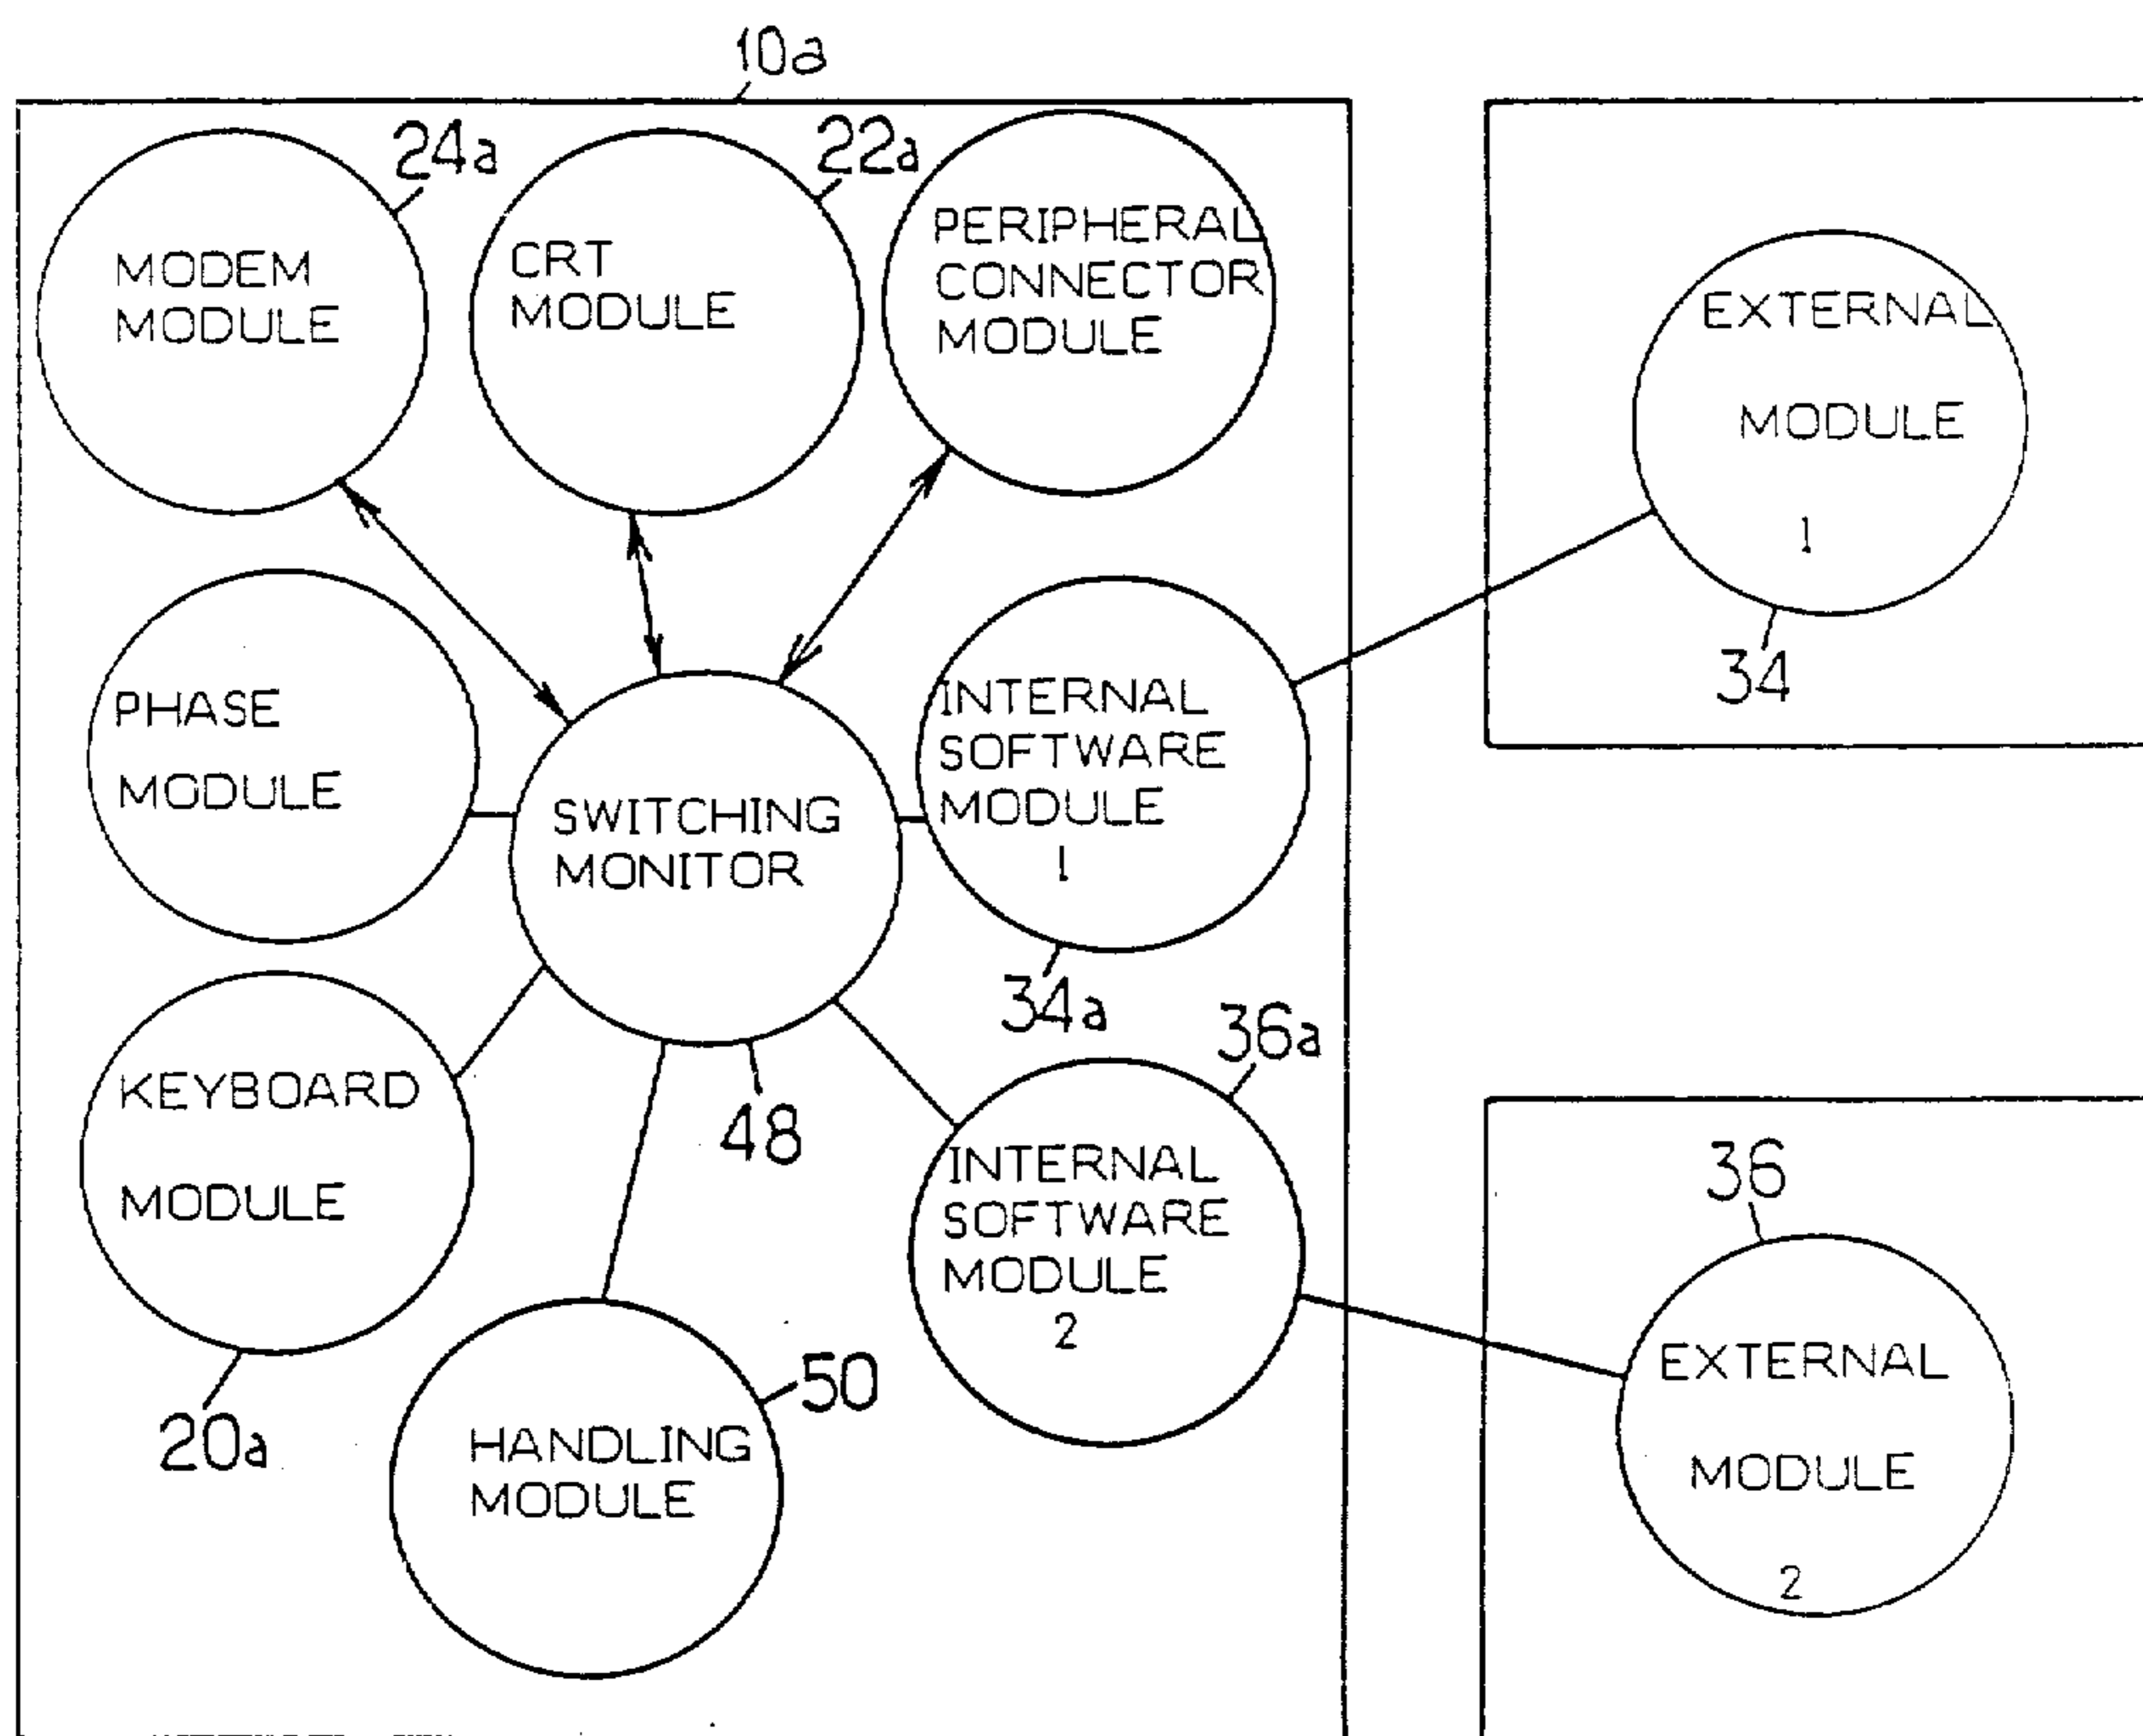 10a
24a
22a
MODEM
MODULE
CRT
MODULE
PERIPHERAL
CONNECTOR
MODULE
EXTERNAL
MODULE
1
34
PHASE
MODULE
SWITCHING
MONITOR
INTERNAL
SOFTWARE
MODULE
1
34a
36a
48
KEYBOARD
MODULE
20a
INTERNAL
SOFTWARE
MODULE
2
36
EXTERNAL
MODULE
2
50
HANDLING
MODULE